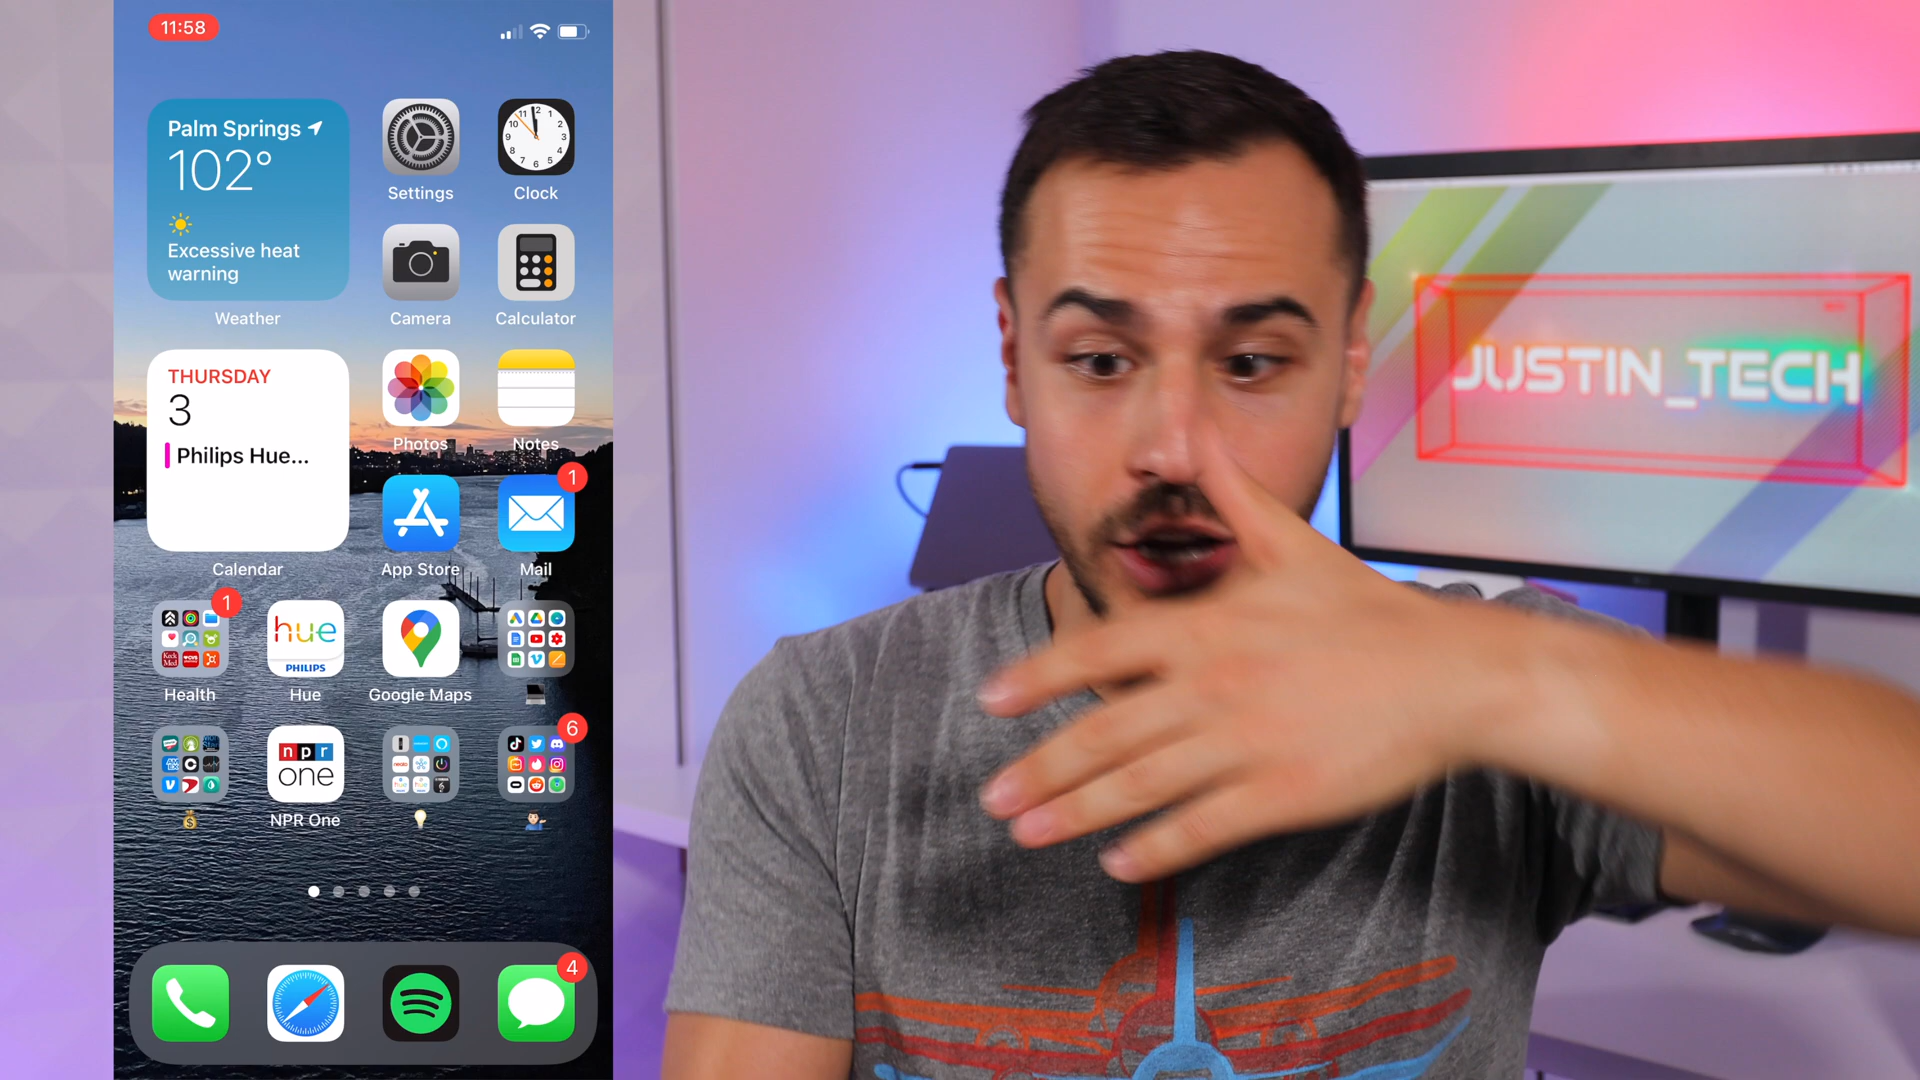 11:58
Palm Springs
102°
Excessive heat
warning
Weather
Settings
Clock
Camera
Calculator
THURSDAY
3
Philips Hue...
Calendar
Photos
Notes
App Store
1
Mail
1
Health
hue
PHILIPS
Hue
Google Maps
npr
one
NPR One
6
4
JUSTIN_TECH